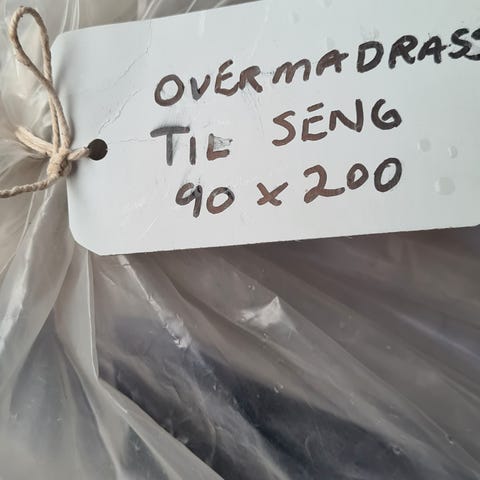 OVERMADRASS
TIL SENG
90 x 200